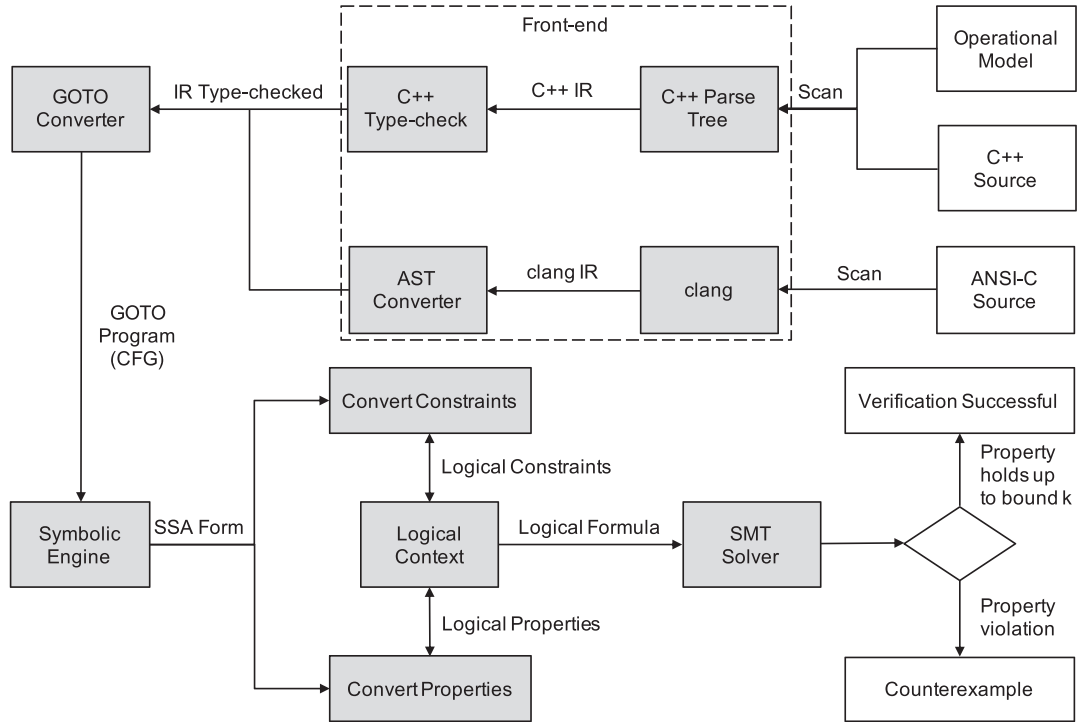 Front-end
Operational
Model
GOTO
Converter
IR Type-checked
C++
Type-check
C++ IR
C++ Parse
Tree
Scan
C++
Source
AST
Converter
clang IR
clang
Scan
ANSI-C
Source
GOTO
Program
(CFG)
Convert Constraints
Verification Successful
Logical Constraints
Property
holds up
to bound k
Symbolic
Engine
SSA Form
Logical
Context
Logical Formula
SMT
Solver
Logical Properties
Property
violation
Convert Properties
Counterexample